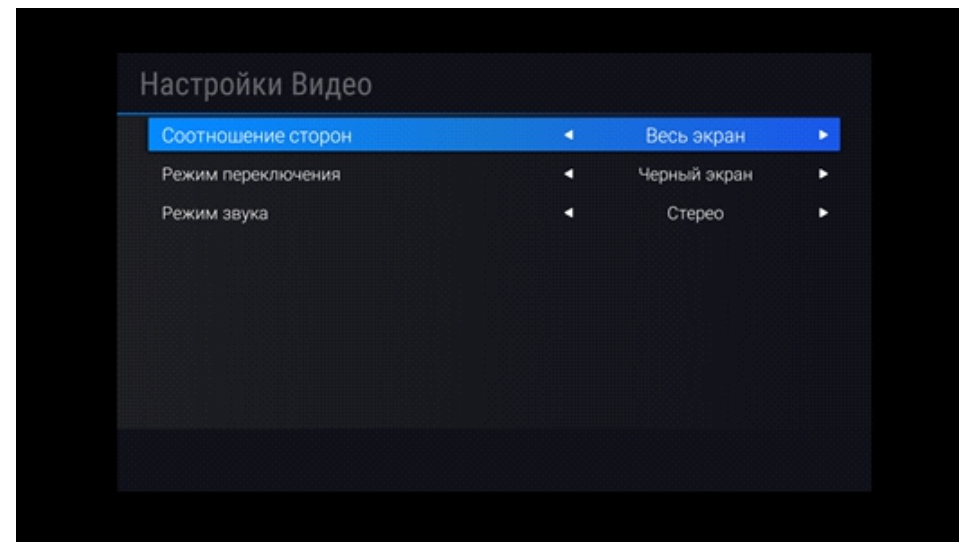 Настройки Видео
Соотношение сторон Весь экран
Режим переключения Черный экран
Режим звука Стерео